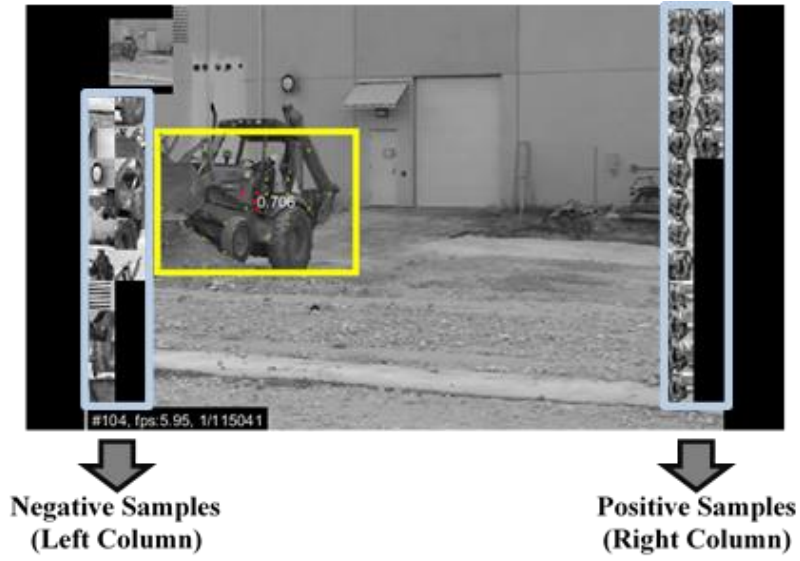 0.706
#104, fps:5.95, 1/115041
Negative Samples
(Left Column)
Positive Samples
(Right Column)